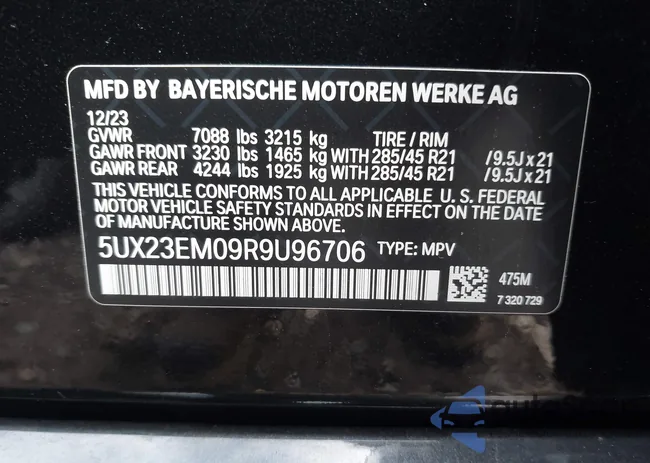 MFD BY BAYERISCHE MOTOREN WERKE AG
12/23
GVWR 7088 lbs 3215 kg TIRE / RIM
GAWR FRONT 3230 lbs 1465 kg WITH 285/45 R21 /9.5J x 21
GAWR REAR 4244 lbs 1925 kg WITH 285/45 R21 /9.5J x 21
THIS VEHICLE CONFORMS TO ALL APPLICABLE U.S. FEDERAL
MOTOR VEHICLE SAFETY STANDARDS IN EFFECT ON THE DATE
OF MANUFACTURE SHOWN ABOVE.
5UX23EM09R9U96706 TYPE: MPV
475M
7 320 729